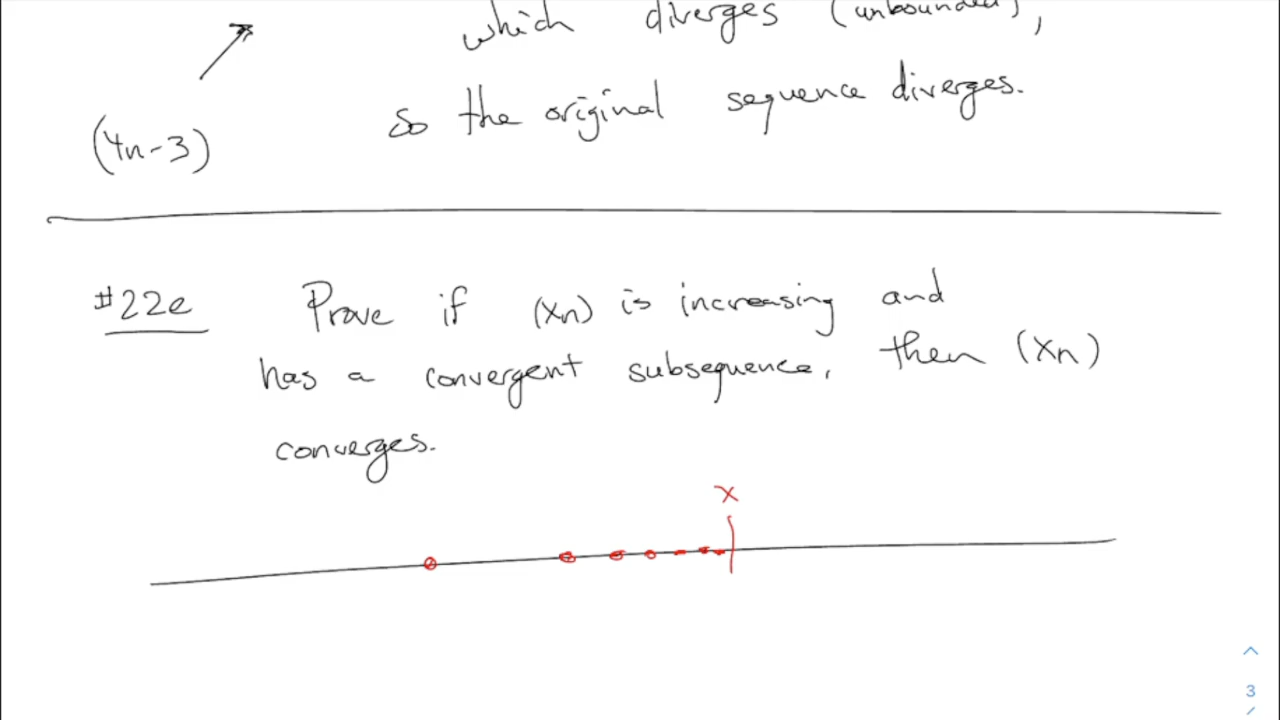 which diverges (unbounded),
so the original sequence diverges.
(4n-3)
#22e Prove if (xn) is increasing and
has a convergent subsequence, then (xn)
converges.
x
3